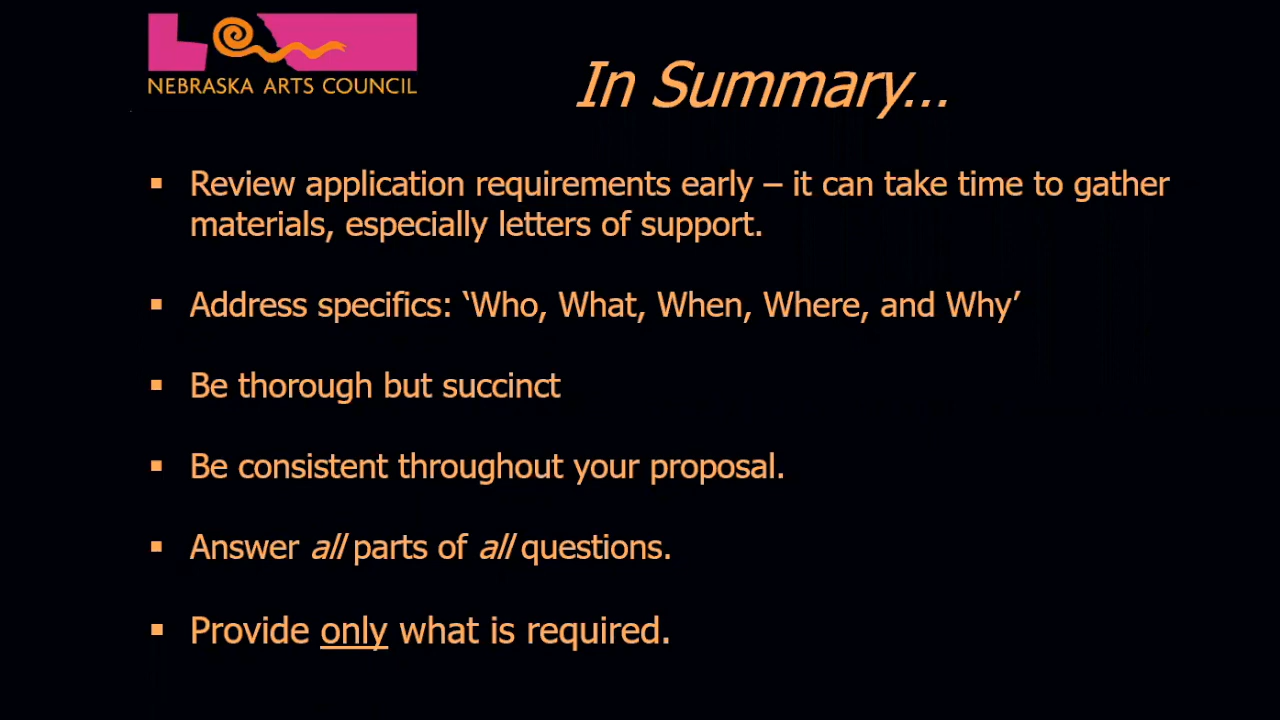 NEBRASKA ARTS COUNCIL
In Summary...
▪ Review application requirements early – it can take time to gather
materials, especially letters of support.
▪ Address specifics: ‘Who, What, When, Where, and Why’
▪ Be thorough but succinct
▪ Be consistent throughout your proposal.
▪ Answer all parts of all questions.
▪ Provide only what is required.